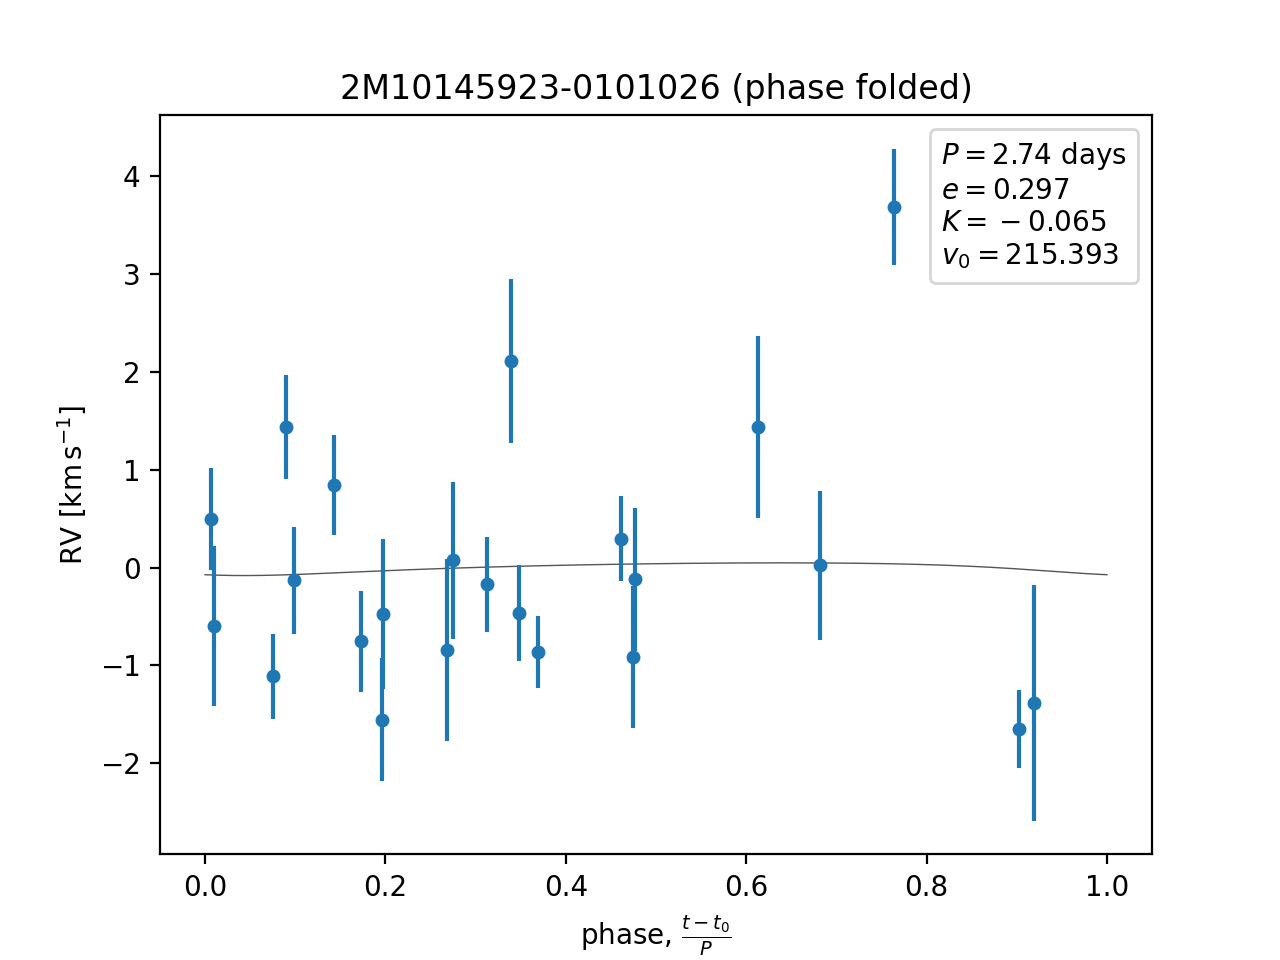 2M10145923-0101026 (phase folded)
P = 2.74 days
e = 0.297
K = −0.065
v₀ = 215.393
4
3
2
1
0
−1
−2
RV [km s⁻¹]
0.0 0.2 0.4 0.6 0.8 1.0
phase, (t − t₀)/P